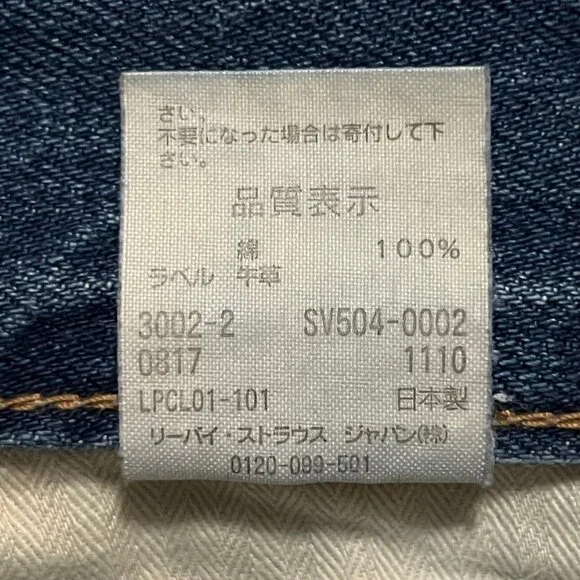 さい。
不要になった場合は寄付して下
さい。
品質表示
綿 100%
ラベル 牛革
3002-2 SV504-0002
0817 1110
LPCL01-101 日本製
リーバイ・ストラウス ジャパン(株)
0120-099-501